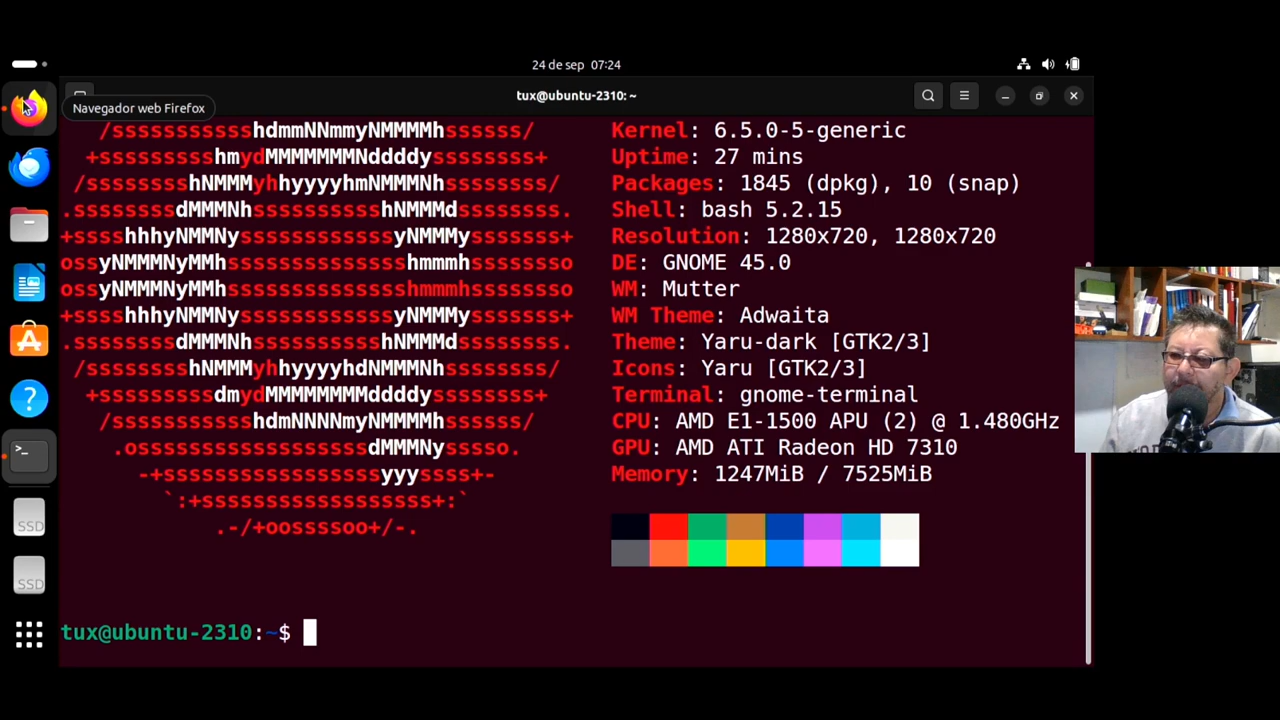 24 de sep 07:24
tux@ubuntu-2310: ~
Navegador web Firefox
/ssssssssssshdmmNNmmyNMMMMhssssss/
+ssssssssshmydMMMMMMMNddddyssssssss+
/sssssssshNMMMyhhyyyyhmNMMMNhssssssss/
.ssssssssdMMMNhsssssssssshNMMMdssssssss.
+sssshhhyNMMNyssssssssssssyNMMMysssssss+
ossyNMMMNyMMhsssssssssssssshmmmhssssssso
ossyNMMMNyMMhsssssssssssssshmmmhssssssso
+sssshhhyNMMNyssssssssssssyNMMMysssssss+
.ssssssssdMMMNhsssssssssshNMMMdssssssss.
/sssssssshNMMMyhhyyyyhdNMMMNhssssssss/
+sssssssssdmydMMMMMMMMddddyssssssss+
/ssssssssssshdmNNNNmyNMMMMhssssss/
.ossssssssssssssssssdMMMNysssso.
-+sssssssssssssssssyyyssss+-
`:+ssssssssssssssssss+:`
.-/+oossssoo+/-.
Kernel: 6.5.0-5-generic
Uptime: 27 mins
Packages: 1845 (dpkg), 10 (snap)
Shell: bash 5.2.15
Resolution: 1280x720, 1280x720
DE: GNOME 45.0
WM: Mutter
WM Theme: Adwaita
Theme: Yaru-dark [GTK2/3]
Icons: Yaru [GTK2/3]
Terminal: gnome-terminal
CPU: AMD E1-1500 APU (2) @ 1.480GHz
GPU: AMD ATI Radeon HD 7310
Memory: 1247MiB / 7525MiB
SSD
SSD
tux@ubuntu-2310:~$